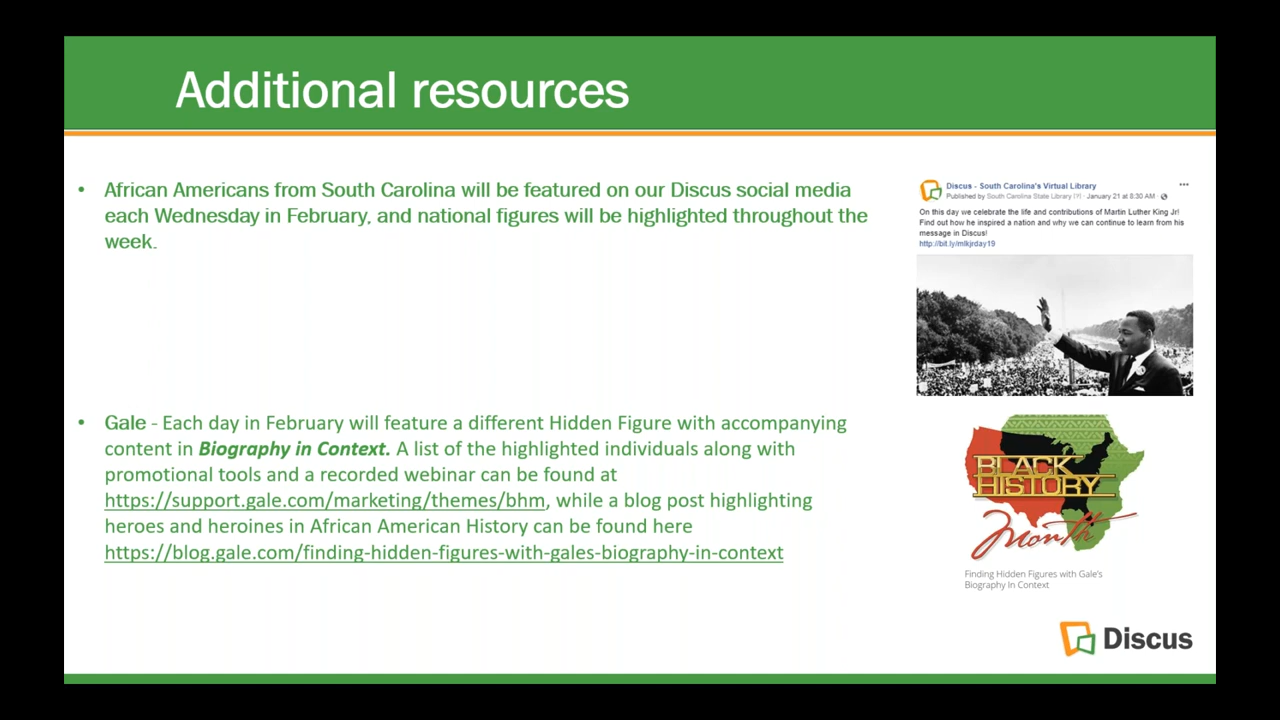 Additional resources
• African Americans from South Carolina will be featured on our Discus social media
each Wednesday in February, and national figures will be highlighted throughout the
week.
Discus - South Carolina's Virtual Library
Published by South Carolina State Library [?] · January 21 at 8:30 AM ·
On this day we celebrate the life and contributions of Martin Luther King Jr!
Find out how he inspired a nation and why we can continue to learn from his
message in Discus!
http://bit.ly/mlkjrday19
• Gale - Each day in February will feature a different Hidden Figure with accompanying
content in Biography in Context. A list of the highlighted individuals along with
promotional tools and a recorded webinar can be found at
https://support.gale.com/marketing/themes/bhm, while a blog post highlighting
heroes and heroines in African American History can be found here
https://blog.gale.com/finding-hidden-figures-with-gales-biography-in-context
BLACK
HISTORY
Month
Finding Hidden Figures with Gale's
Biography In Context
Discus